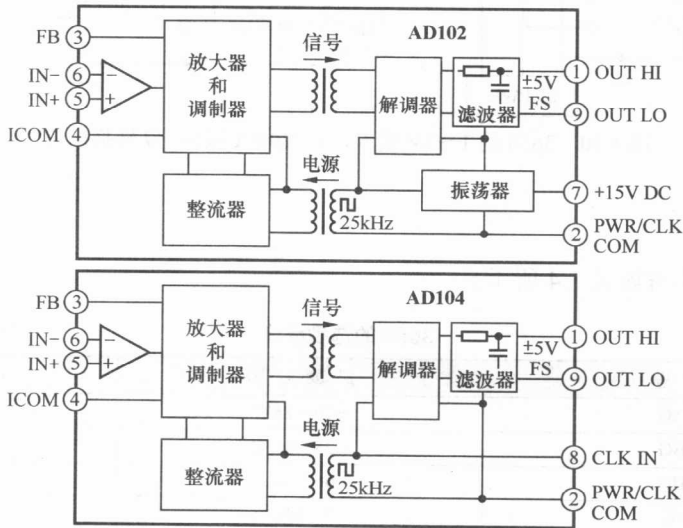 AD102
FB ③
IN− ⑥
IN+ ⑤
ICOM ④
−
+
放大器
和
调制器
整流器
信号
电源
25kHz
解调器
滤波器
±5V
FS
振荡器
① OUT HI
⑨ OUT LO
⑦ +15V DC
② PWR/CLK
COM
AD104
FB ③
IN− ⑥
IN+ ⑤
ICOM ④
−
+
放大器
和
调制器
整流器
信号
电源
25kHz
解调器
滤波器
±5V
FS
① OUT HI
⑨ OUT LO
⑧ CLK IN
② PWR/CLK
COM